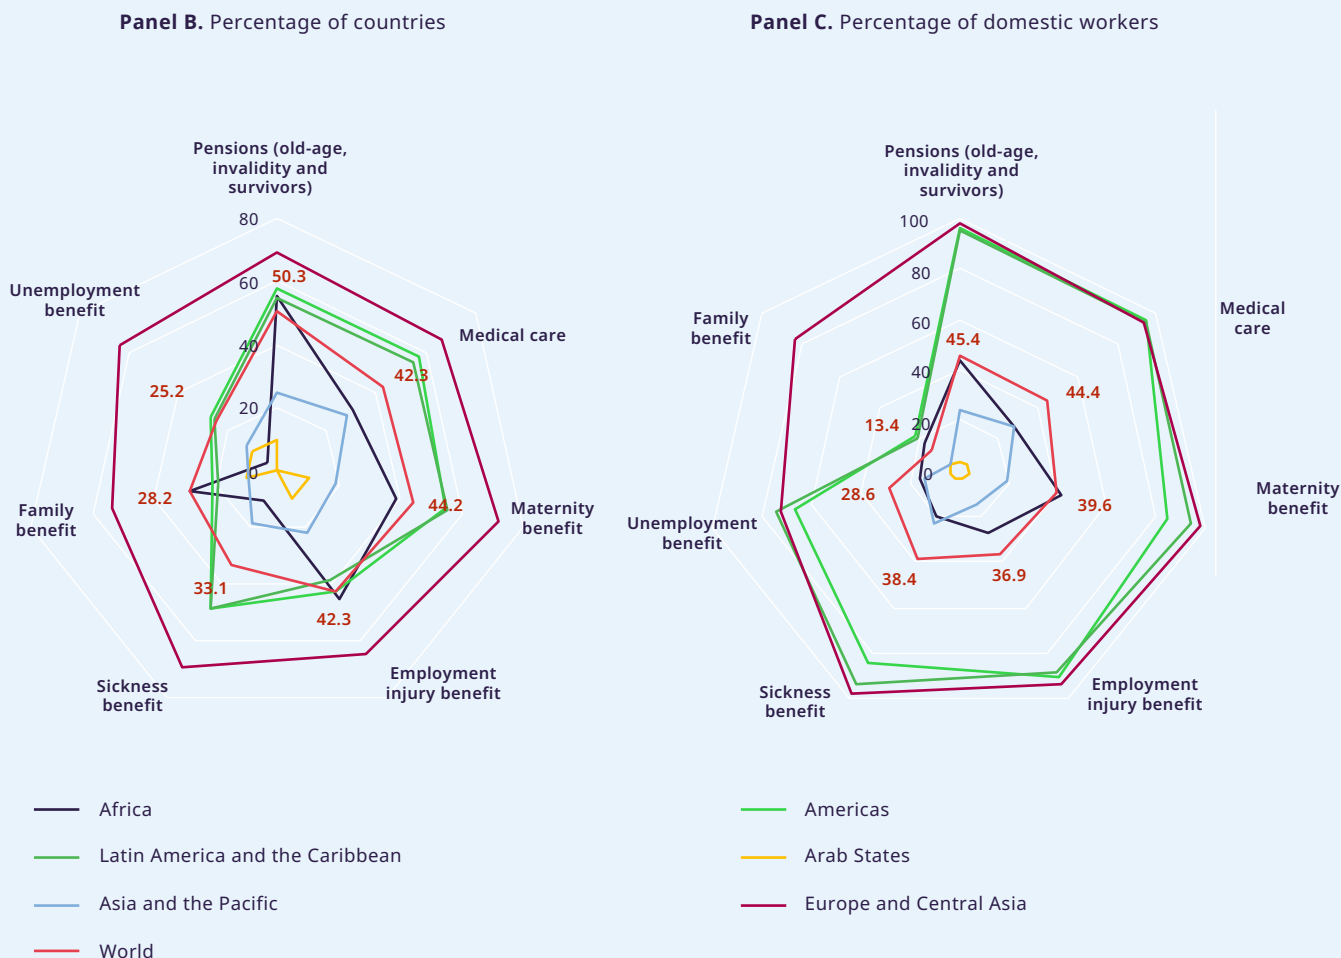 Panel B. Percentage of countries
Pensions (old-age,
invalidity and
survivors)
80
60
40
20
0
50.3
Unemployment
benefit
Medical care
25.2
42.3
28.2
44.2
Family
benefit
Maternity
benefit
33.1
42.3
Sickness
benefit
Employment
injury benefit
Panel C. Percentage of domestic workers
Pensions (old-age,
invalidity and
survivors)
100
80
60
40
20
0
45.4
Family
benefit
Medical
care
13.4
44.4
28.6
39.6
Unemployment
benefit
Maternity
benefit
38.4
36.9
Sickness
benefit
Employment
injury benefit
Africa
Latin America and the Caribbean
Asia and the Pacific
World
Americas
Arab States
Europe and Central Asia